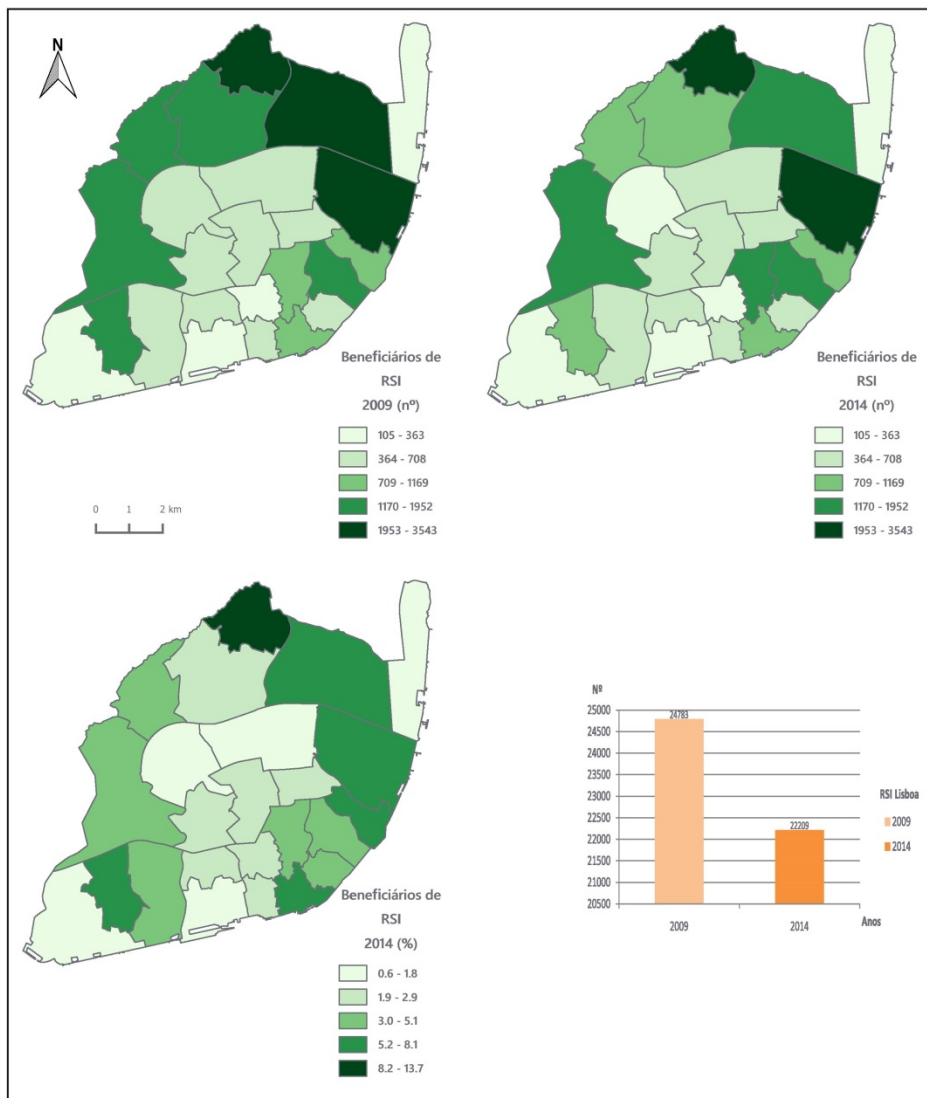 N
Beneficiários de
RSI
2009 (nº)
105 - 363
364 - 708
709 - 1169
1170 - 1952
1953 - 3543
0 1 2 km
Beneficiários de
RSI
2014 (nº)
105 - 363
364 - 708
709 - 1169
1170 - 1952
1953 - 3543
Beneficiários de
RSI
2014 (%)
0.6 - 1.8
1.9 - 2.9
3.0 - 5.1
5.2 - 8.1
8.2 - 13.7
Nº
25000
24500
24000
23500
23000
22500
22000
21500
21000
20500
24783
22209
2009
2014
Anos
RSI Lisboa
2009
2014